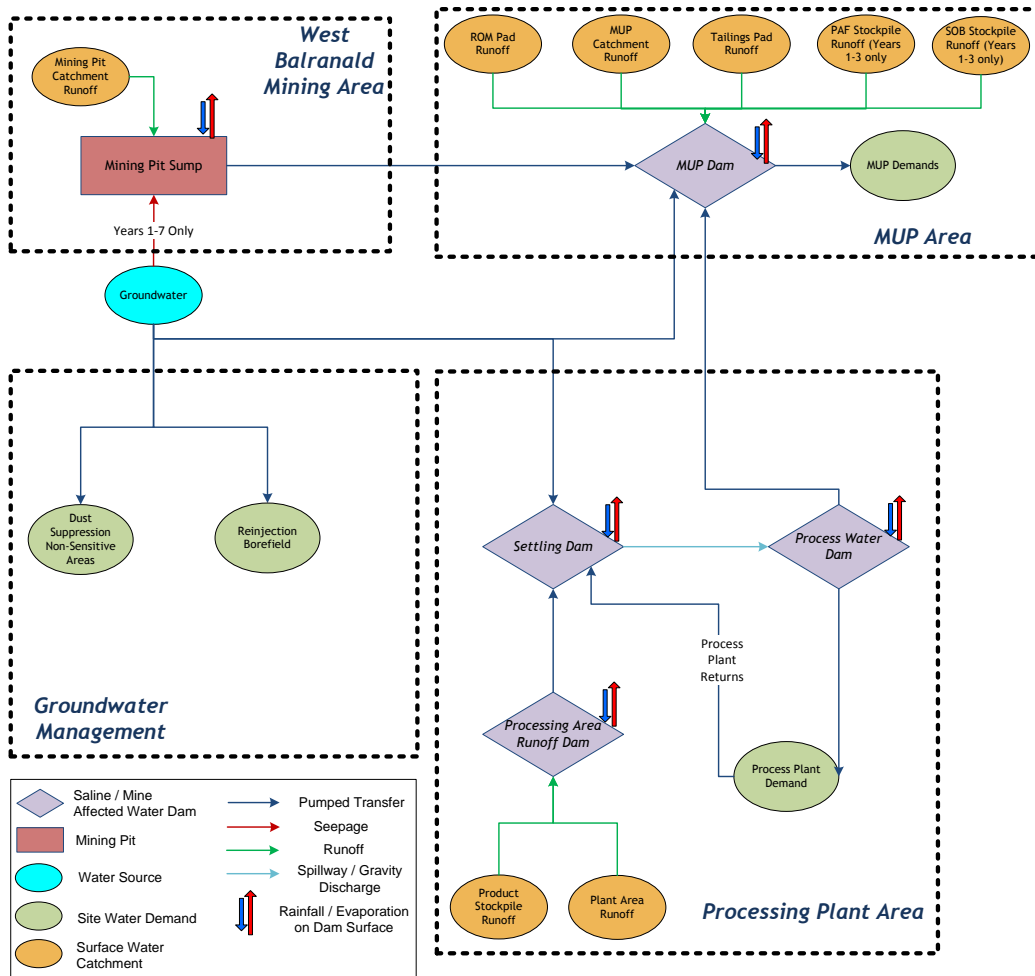 West
Balranald
Mining Area
Mining Pit
Catchment
Runoff
Mining Pit Sump
Years 1-7 Only
Groundwater
ROM Pad
Runoff
MUP
Catchment
Runoff
Tailings Pad
Runoff
PAF Stockpile
Runoff (Years
1-3 only)
SOB Stockpile
Runoff (Years
1-3 only)
MUP Dam
MUP Demands
MUP Area
Dust
Suppression
Non-Sensitive
Areas
Reinjection
Borefield
Groundwater
Management
Settling Dam
Process Water
Dam
Process
Plant
Returns
Processing Area
Runoff Dam
Process Plant
Demand
Product
Stockpile
Runoff
Plant Area
Runoff
Processing Plant Area
Saline / Mine
Affected Water Dam
Mining Pit
Water Source
Site Water Demand
Surface Water
Catchment
Pumped Transfer
Seepage
Runoff
Spillway / Gravity
Discharge
Rainfall / Evaporation
on Dam Surface